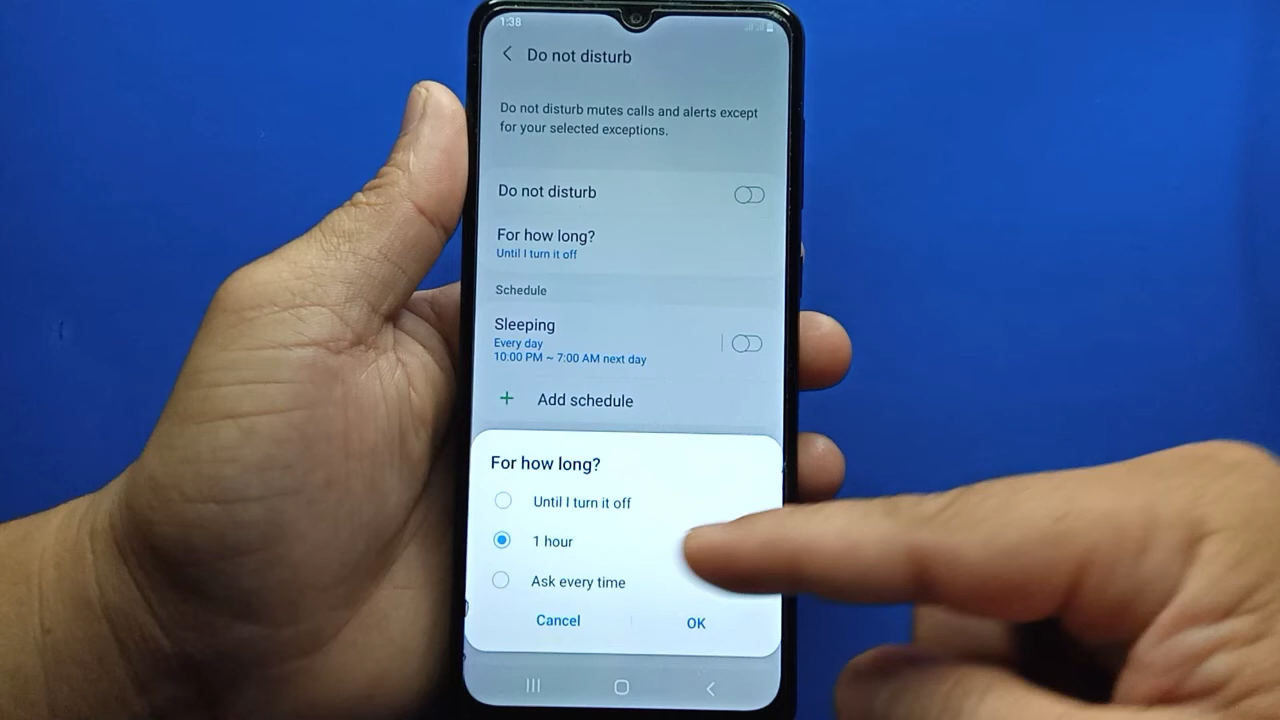 1:38
Do not disturb
Do not disturb mutes calls and alerts except
for your selected exceptions.
Do not disturb
For how long?
Until I turn it off
Schedule
Sleeping
Every day
10:00 PM ~ 7:00 AM next day
+ Add schedule
For how long?
Until I turn it off
1 hour
Ask every time
Cancel OK